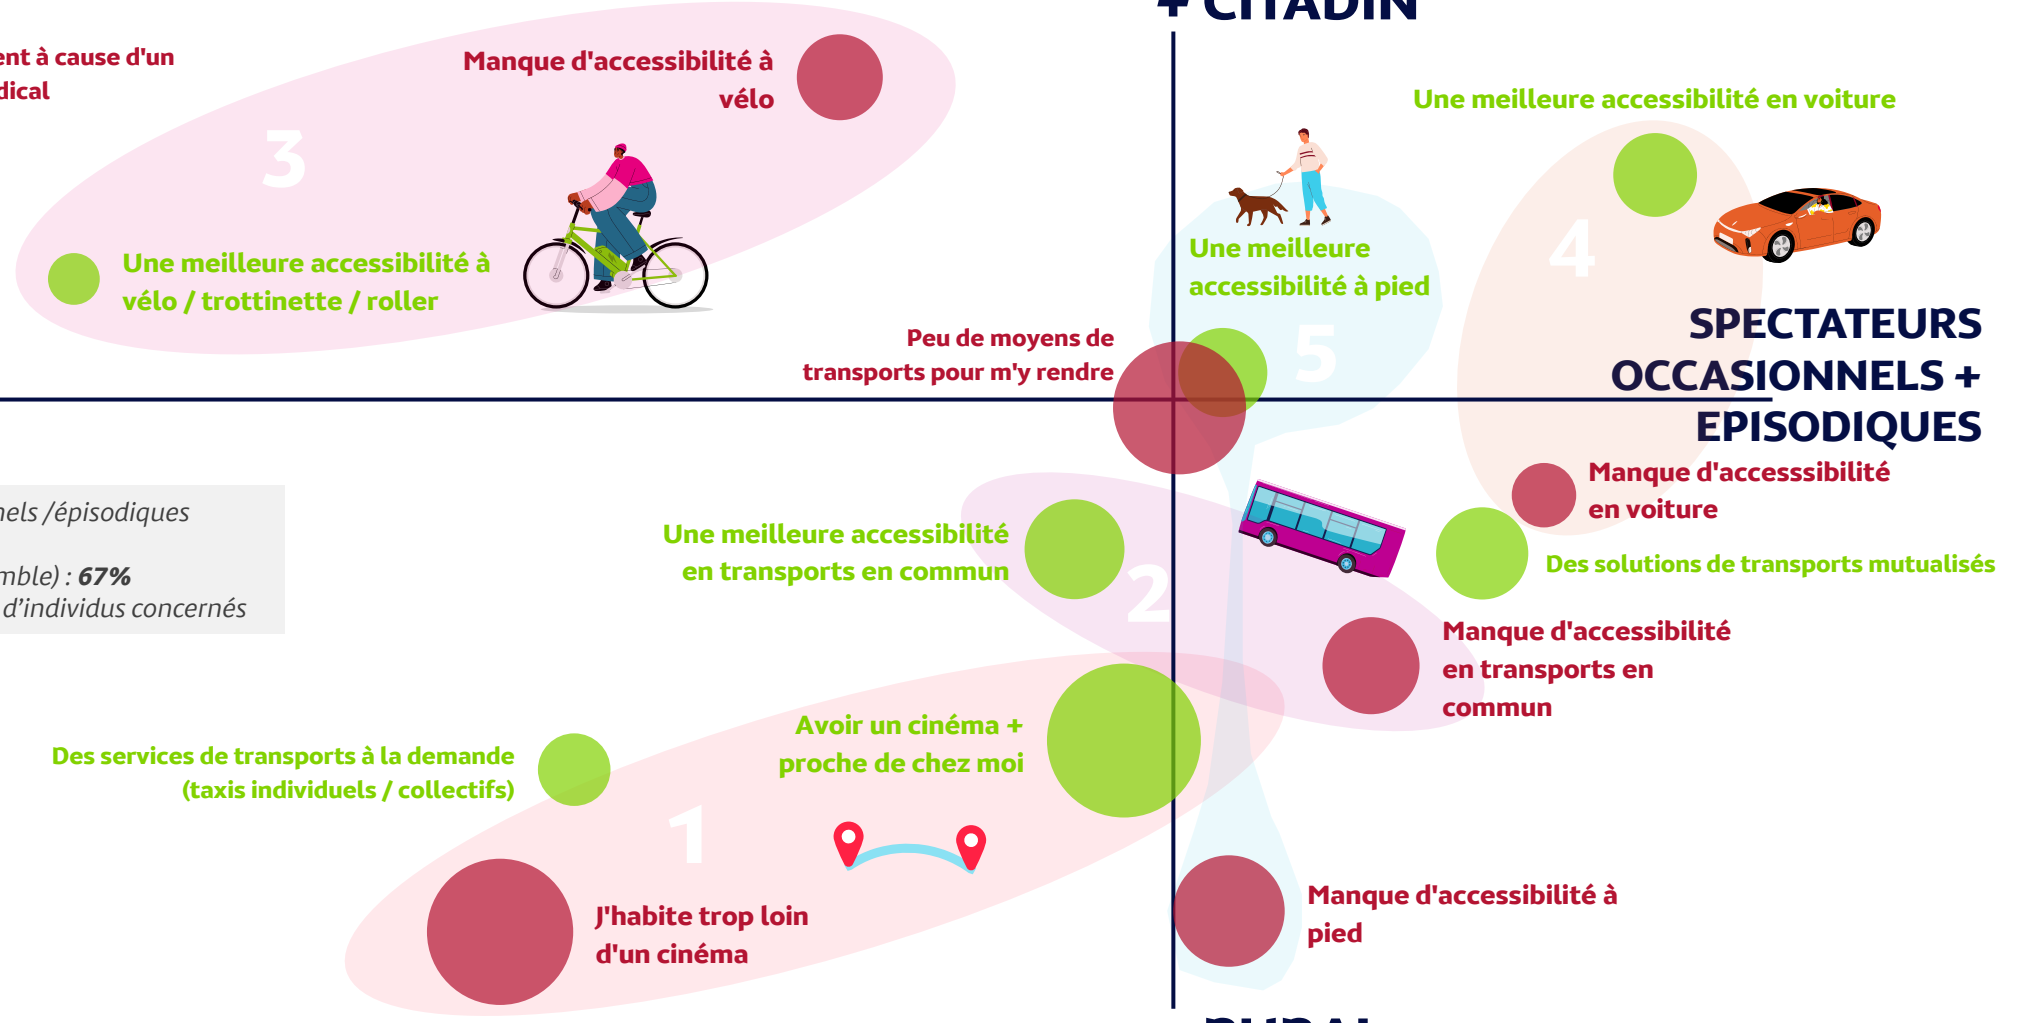 + CITADIN
ent à cause d'un
dical
Manque d'accessibilité à
vélo
3
Une meilleure accessibilité à
vélo / trottinette / roller
Une meilleure accessibilité en voiture
4
Une meilleure
accessibilité à pied
5
Peu de moyens de
transports pour m'y rendre
SPECTATEURS
OCCASIONNELS +
EPISODIQUES
Manque d'accesssibilité
en voiture
Des solutions de transports mutualisés
nels /épisodiques
mble) : 67%
d’individus concernés
Une meilleure accessibilité
en transports en commun
2
Manque d'accessibilité
en transports en
commun
Avoir un cinéma +
proche de chez moi
Des services de transports à la demande
(taxis individuels / collectifs)
1
J'habite trop loin
d'un cinéma
Manque d'accessibilité à
pied